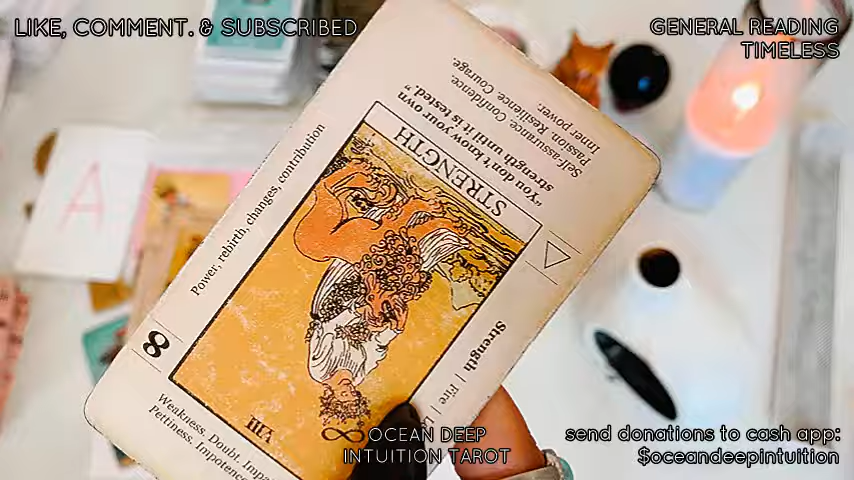 LIKE, COMMENT. & SUBSCRIBED
GENERAL READING
TIMELESS
Self-assurance. Confidence.
Passion. Resilience. Courage.
Inner power.
"You don't know your own
strength until it is tested."
STRENGTH
Power, rebirth, changes, contribution
8
Strength | Fire |
VIII
Weakness. Doubt.
Pettiness. Impotence
A
OCEAN DEEP
INTUITION TAROT
send donations to cash app:
$oceandeepintuition